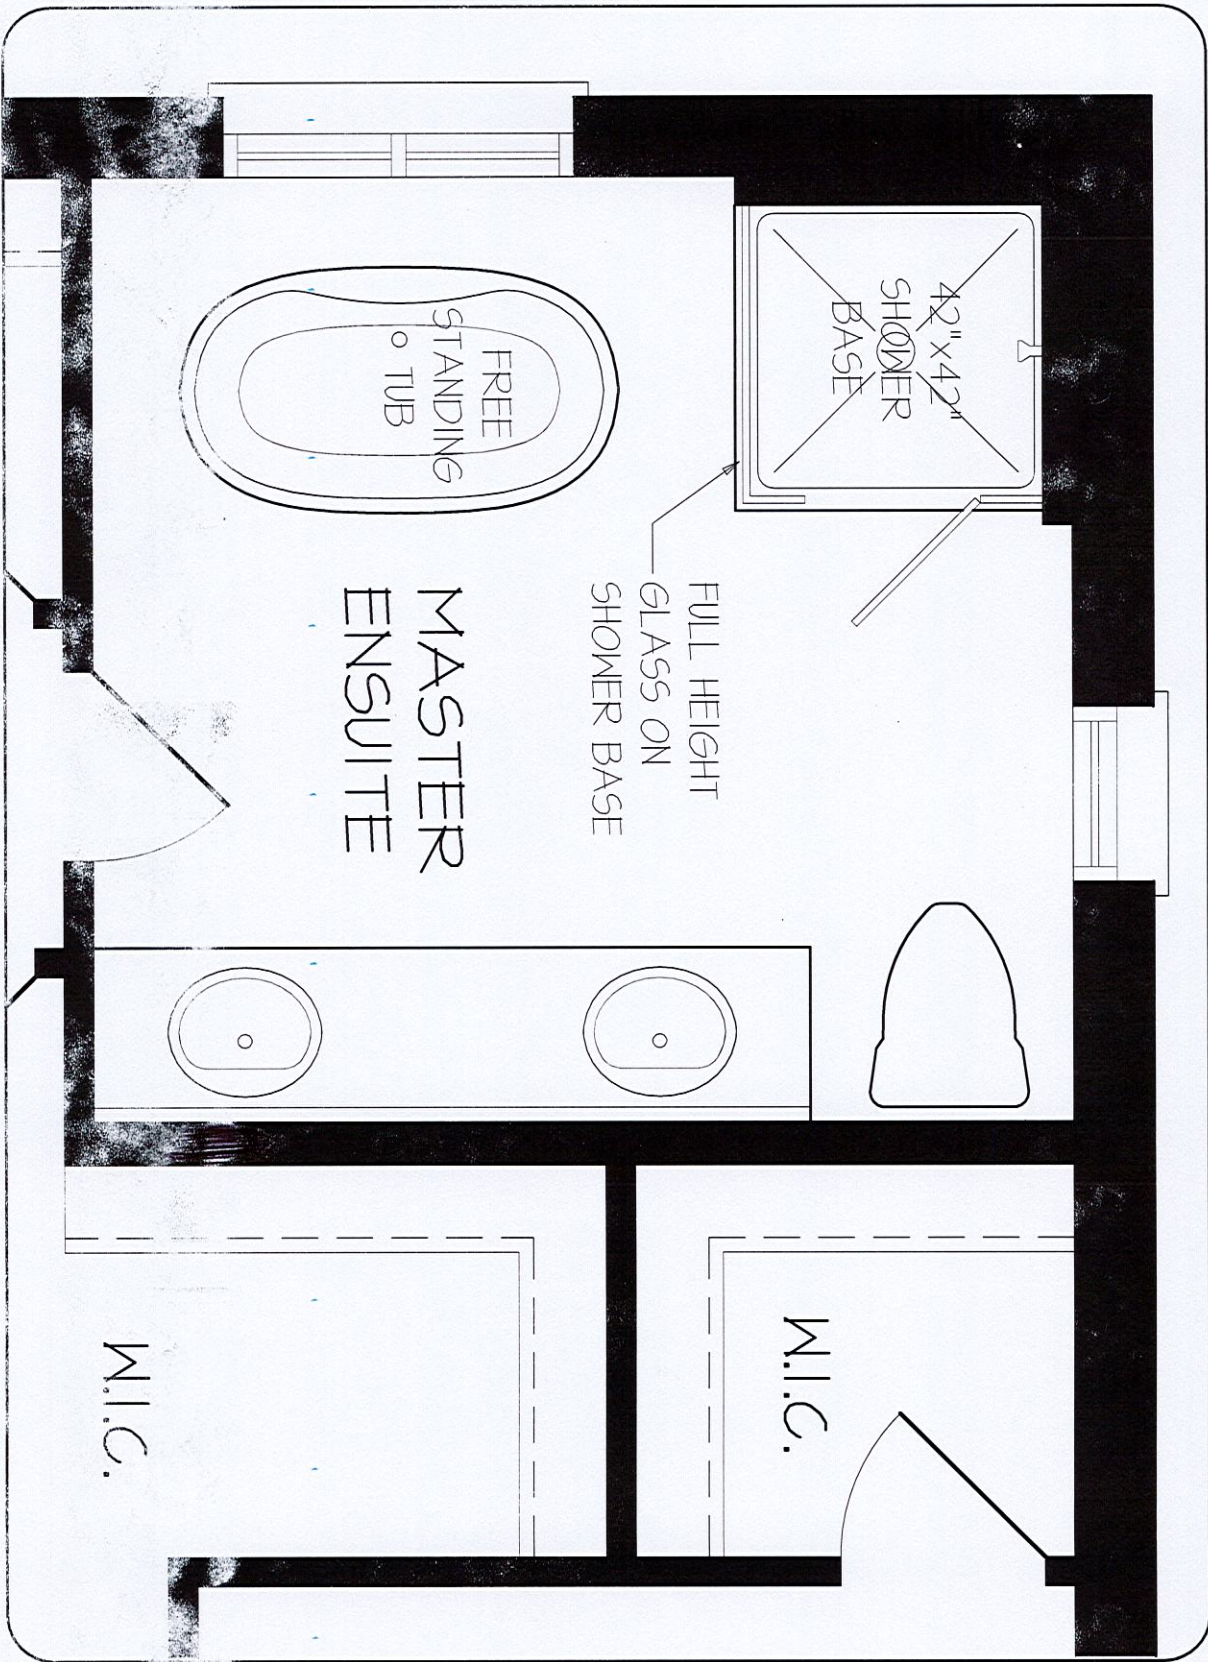 42"x42"
SHOWER
BASE
FREE
STANDING
TUB
FULL HEIGHT
GLASS ON
SHOWER BASE
MASTER
ENSUITE
W.I.C.
W.I.C.